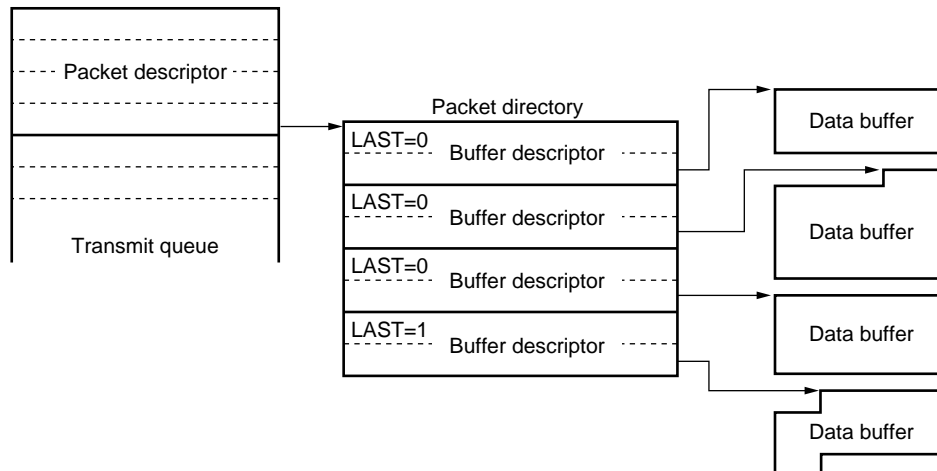 Packet descriptor
Transmit queue
Packet directory
LAST=0
Buffer descriptor
LAST=0
Buffer descriptor
LAST=0
Buffer descriptor
LAST=1
Buffer descriptor
Data buffer
Data buffer
Data buffer
Data buffer